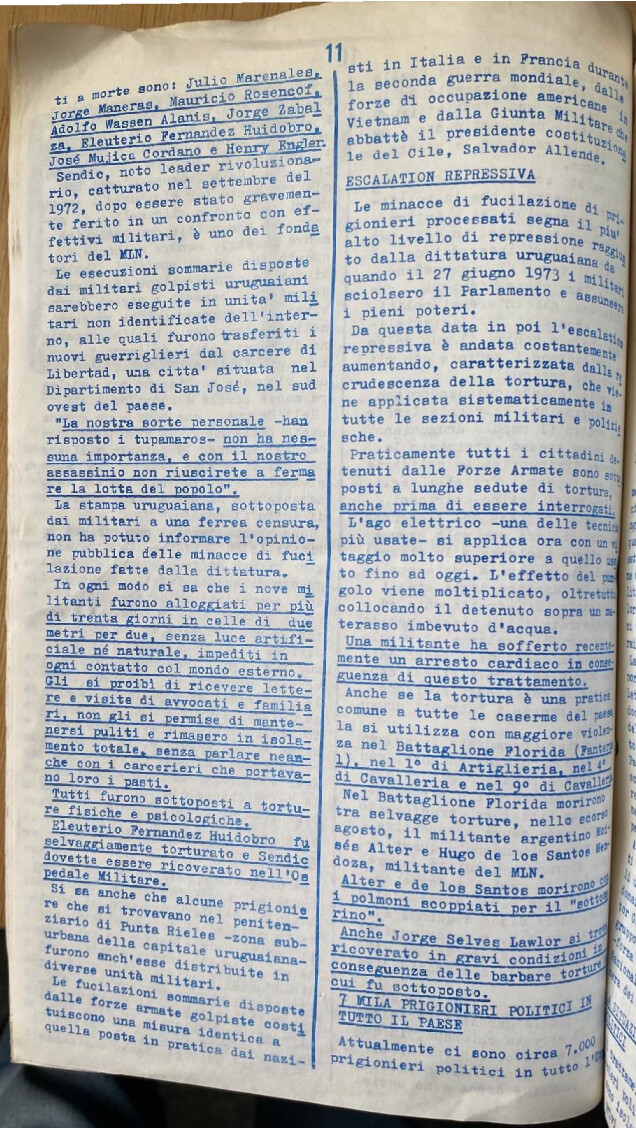 11
ti a morte sono: Julio Marenales,
Jorge Maneras, Mauricio Rosencof,
Adolfo Wassen Alanis, Jorge Zabal
za, Eleuterio Fernandez Huidobro,
José Mujica Cordano e Henry Engler.
Sendic, noto leader rivoluziona-
rio, catturato nel settembre del
1972, dopo essere stato gravemen-
te ferito in un confronto con ef-
fettivi militari, è uno dei fonda
tori del MLN.
Le esecuzioni sommarie disposte
dai militari golpisti uruguaiani
sarebbero eseguite in unita' mili
tari non identificate dell'inter-
no, alle quali furono trasferiti i
nuovi guerriglieri dal carcere di
Libertad, una citta' situata nel
Dipartimento di San José, nel sud
ovest del paese.
"La nostra sorte personale -han
risposto i tupamaros- non ha nes-
suna importanza, e con il nostro
assassinio non riuscirete a ferma
re la lotta del popolo".
La stampa uruguaiana, sottoposta
dai militari a una ferrea censura,
non ha potuto informare l'opinio-
ne pubblica delle minacce di fuci
lazione fatte dalla dittatura.
In ogni modo si sa che i nove mi
litanti furono alloggiati per più
di trenta giorni in celle di due
metri per due, senza luce artifi-
ciale né naturale, impediti in
ogni contatto col mondo esterno.
Gli si proibì di ricevere lette-
re e visite di avvocati e familia
ri, non gli si permise di mante-
nersi puliti e rimasero in isola-
mento totale, senza parlare nean-
che con i carcerieri che portava-
no loro i pasti.
Tutti furono sottoposti a tortu-
re fisiche e psicologiche.
Eleuterio Fernandez Huidobro fu
selvaggiamente torturato e Sendic
dovette essere ricoverato nell'Os
pedale Militare.
Si sa anche che alcune prigionie
re che si trovavano nel peniten-
ziario di Punta Rieles -zona sub-
urbana della capitale uruguaiana-
furono anch'esse distribuite in
diverse unità militari.
Le fucilazioni sommarie disposte
dalle forze armate golpiste costi
tuiscono una misura identica a
quella posta in pratica dai nazi-
sti in Italia e in Francia durante
la seconda guerra mondiale, dalle
forze di occupazione americane in
Vietnam e dalla Giunta Militare che
abbattè il presidente costituziona
le del Cile, Salvador Allende.
ESCALATION REPRESSIVA
Le minacce di fucilazione di pri-
gionieri processati segna il piu'
alto livello di repressione raggiun
to dalla dittatura uruguaiana da
quando il 27 giugno 1973 i militari
sciolsero il Parlamento e assunsero
i pieni poteri.
Da questa data in poi l'escalation
repressiva è andata costantemente
aumentando, caratterizzata dalla re
crudescenza della tortura, che vie-
ne applicata sistematicamente in
tutte le sezioni militari e polizie
sche.
Praticamente tutti i cittadini de-
tenuti dalle Forze Armate sono sotto
posti a lunghe sedute di tortura,
anche prima di essere interrogati.
L'ago elettrico -una delle tecniche
più usate- si applica ora con un vol
taggio molto superiore a quello usa
to fino ad oggi. L'effetto del pun
golo viene moltiplicato, oltretutto
collocando il detenuto sopra un ma-
terasso imbevuto d'acqua.
Una militante ha sofferto recente-
mente un arresto cardiaco in conse-
guenza di questo trattamento.
Anche se la tortura è una pratica
comune a tutte le caserme del paese
la si utilizza con maggiore violen-
za nel Battaglione Florida (Fanteria
1), nel 1° di Artiglieria, nel 4°
di Cavalleria e nel 9° di Cavalleria
Nel Battaglione Florida morirono
tra selvagge torture, nello scorso
agosto, il militante argentino Moi-
sés Alter e Hugo de los Santos Men-
doza, militante del MLN.
Alter e de los Santos morirono con
i polmoni scoppiati per il "sottoma
rino".
Anche Jorge Selves Lawlor si trova
ricoverato in gravi condizioni in
conseguenza delle barbare torture
cui fu sottoposto.
7 MILA PRIGIONIERI POLITICI IN
TUTTO IL PAESE
Attualmente ci sono circa 7.000
prigionieri politici in tutto